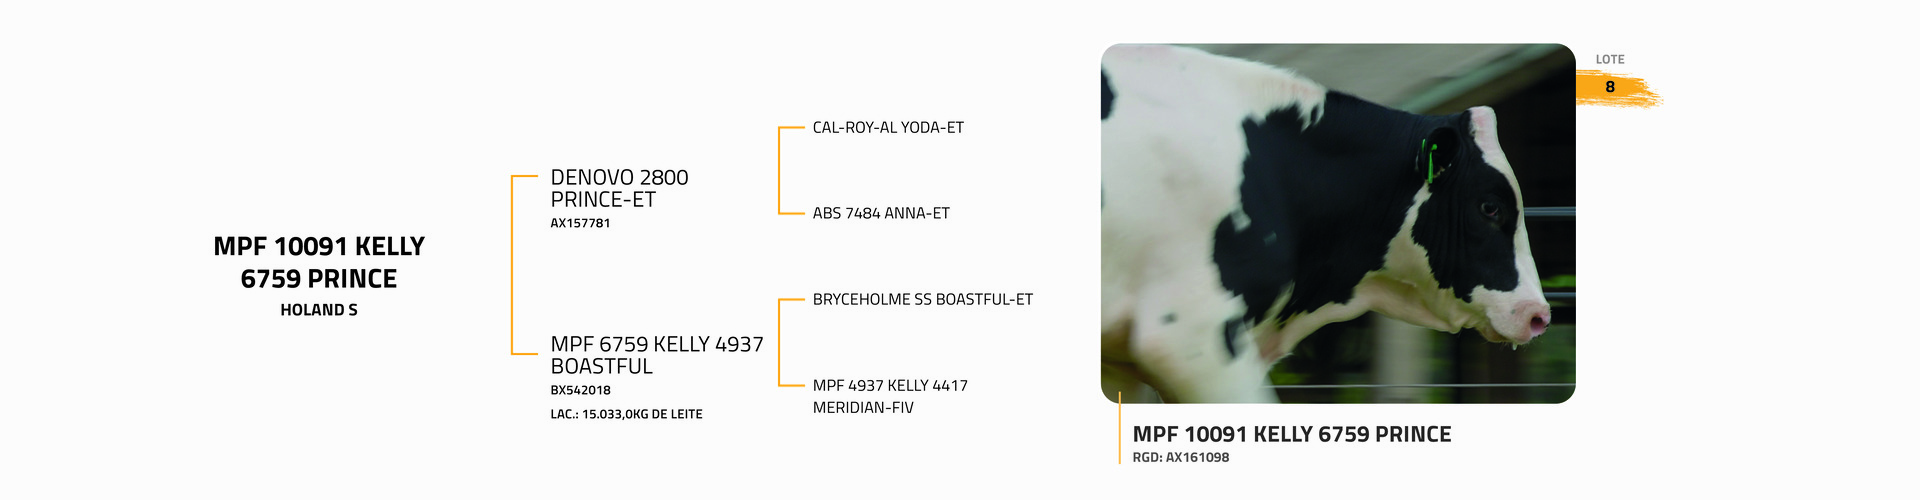 MPF 10091 KELLY
6759 PRINCE
HOLAND S
DENOVO 2800
PRINCE-ET
AX157781
MPF 6759 KELLY 4937
BOASTFUL
BX542018
LAC.: 15.033,0KG DE LEITE
CAL-ROY-AL YODA-ET
ABS 7484 ANNA-ET
BRYCEHOLME SS BOASTFUL-ET
MPF 4937 KELLY 4417
MERIDIAN-FIV
LOTE
8
MPF 10091 KELLY 6759 PRINCE
RGD: AX161098